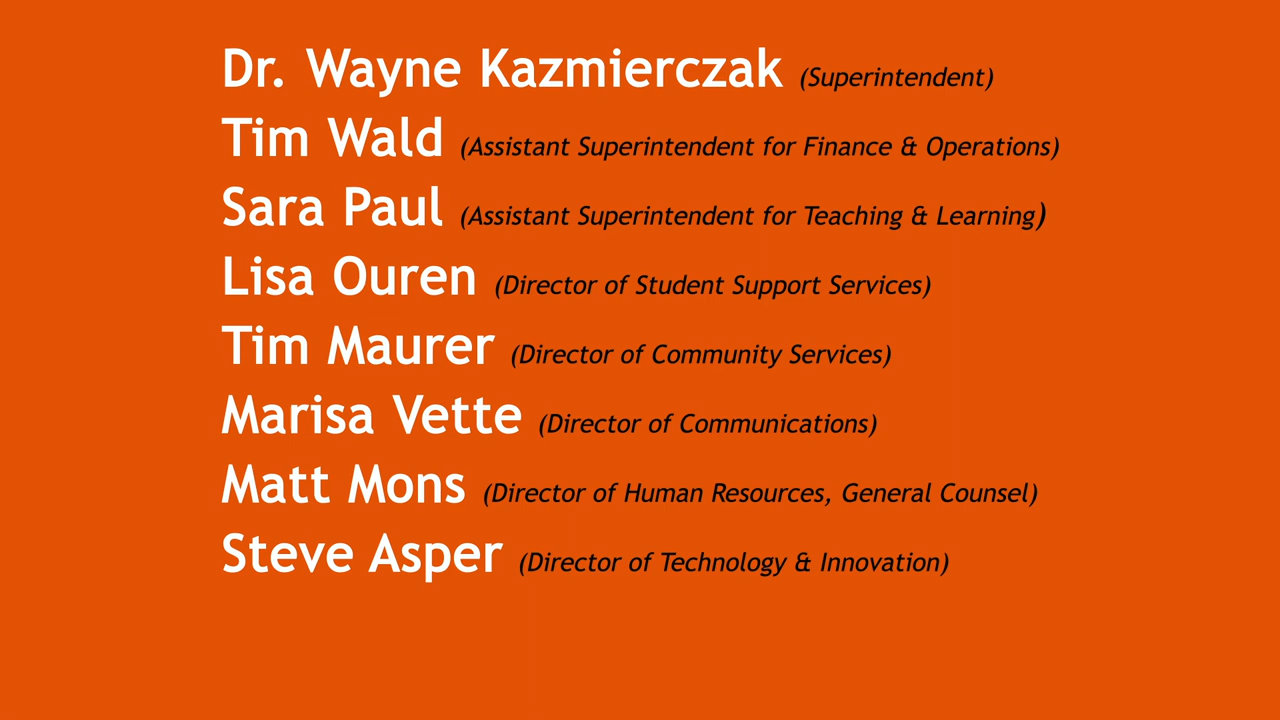 Dr. Wayne Kazmierczak (Superintendent)
Tim Wald (Assistant Superintendent for Finance & Operations)
Sara Paul (Assistant Superintendent for Teaching & Learning)
Lisa Ouren (Director of Student Support Services)
Tim Maurer (Director of Community Services)
Marisa Vette (Director of Communications)
Matt Mons (Director of Human Resources, General Counsel)
Steve Asper (Director of Technology & Innovation)